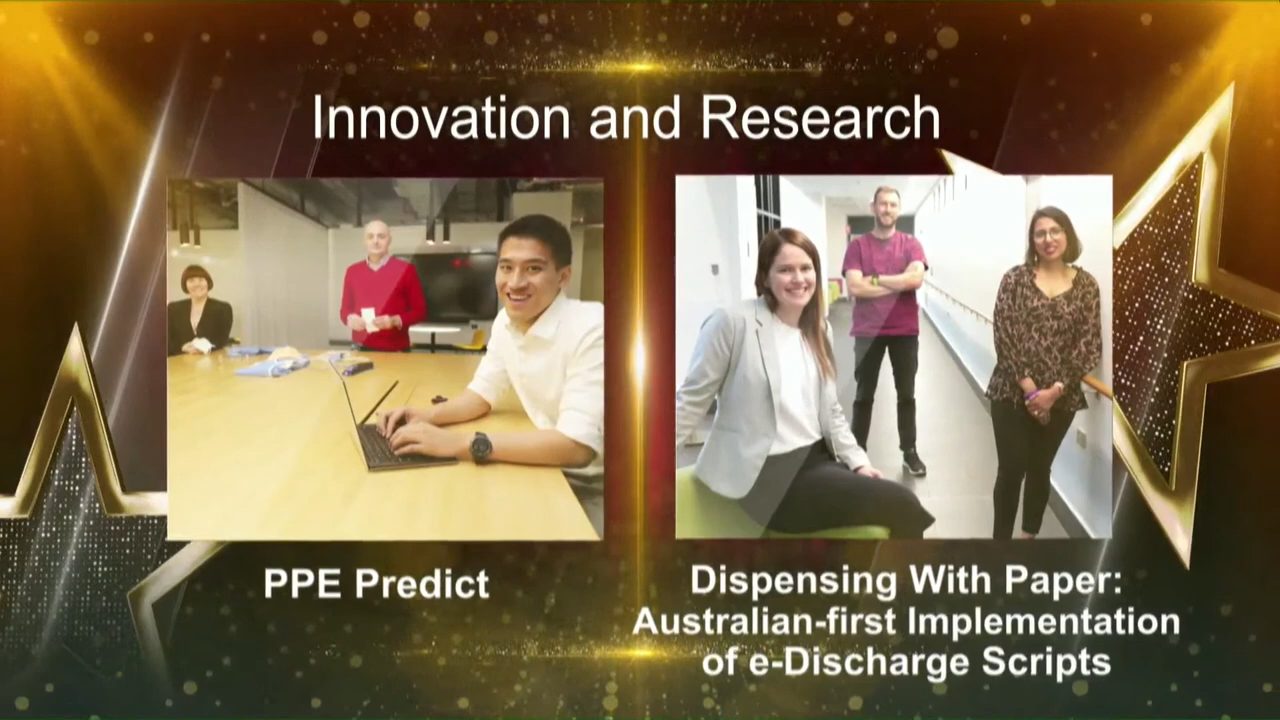 Innovation and Research
PPE Predict
Dispensing With Paper:
Australian-first Implementation
of e-Discharge Scripts